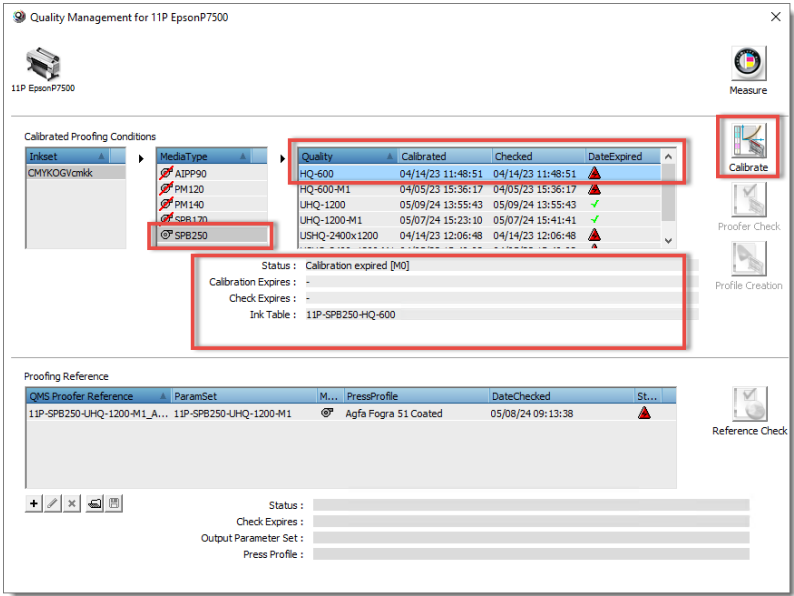 Quality Management for 11P EpsonP7500
11P EpsonP7500
Measure
Calibrated Proofing Conditions
Inkset MediaType Quality Calibrated Checked DateExpired
CMYKOGVcmkk AIPP90 HQ-600 04/14/23 11:48:51 04/14/23 11:48:51
PM120 HQ-600-M1 04/05/23 15:36:17 04/05/23 15:36:17
PM140 UHQ-1200 05/09/24 13:55:43 05/09/24 13:55:43
SPB170 UHQ-1200-M1 05/07/24 15:23:10 05/07/24 15:41:41
SPB250 USHQ-2400x1200 04/14/23 12:06:48 04/14/23 12:06:48
Calibrate
Proofer Check
Profile Creation
Status : Calibration expired [M0]
Calibration Expires : -
Check Expires : -
Ink Table : 11P-SPB250-HQ-600
Proofing Reference
QMS Proofer Reference ParamSet M... PressProfile DateChecked St...
11P-SPB250-UHQ-1200-M1_A... 11P-SPB250-UHQ-1200-M1 Agfa Fogra 51 Coated 05/08/24 09:13:38
Reference Check
Status :
Check Expires :
Output Parameter Set :
Press Profile :